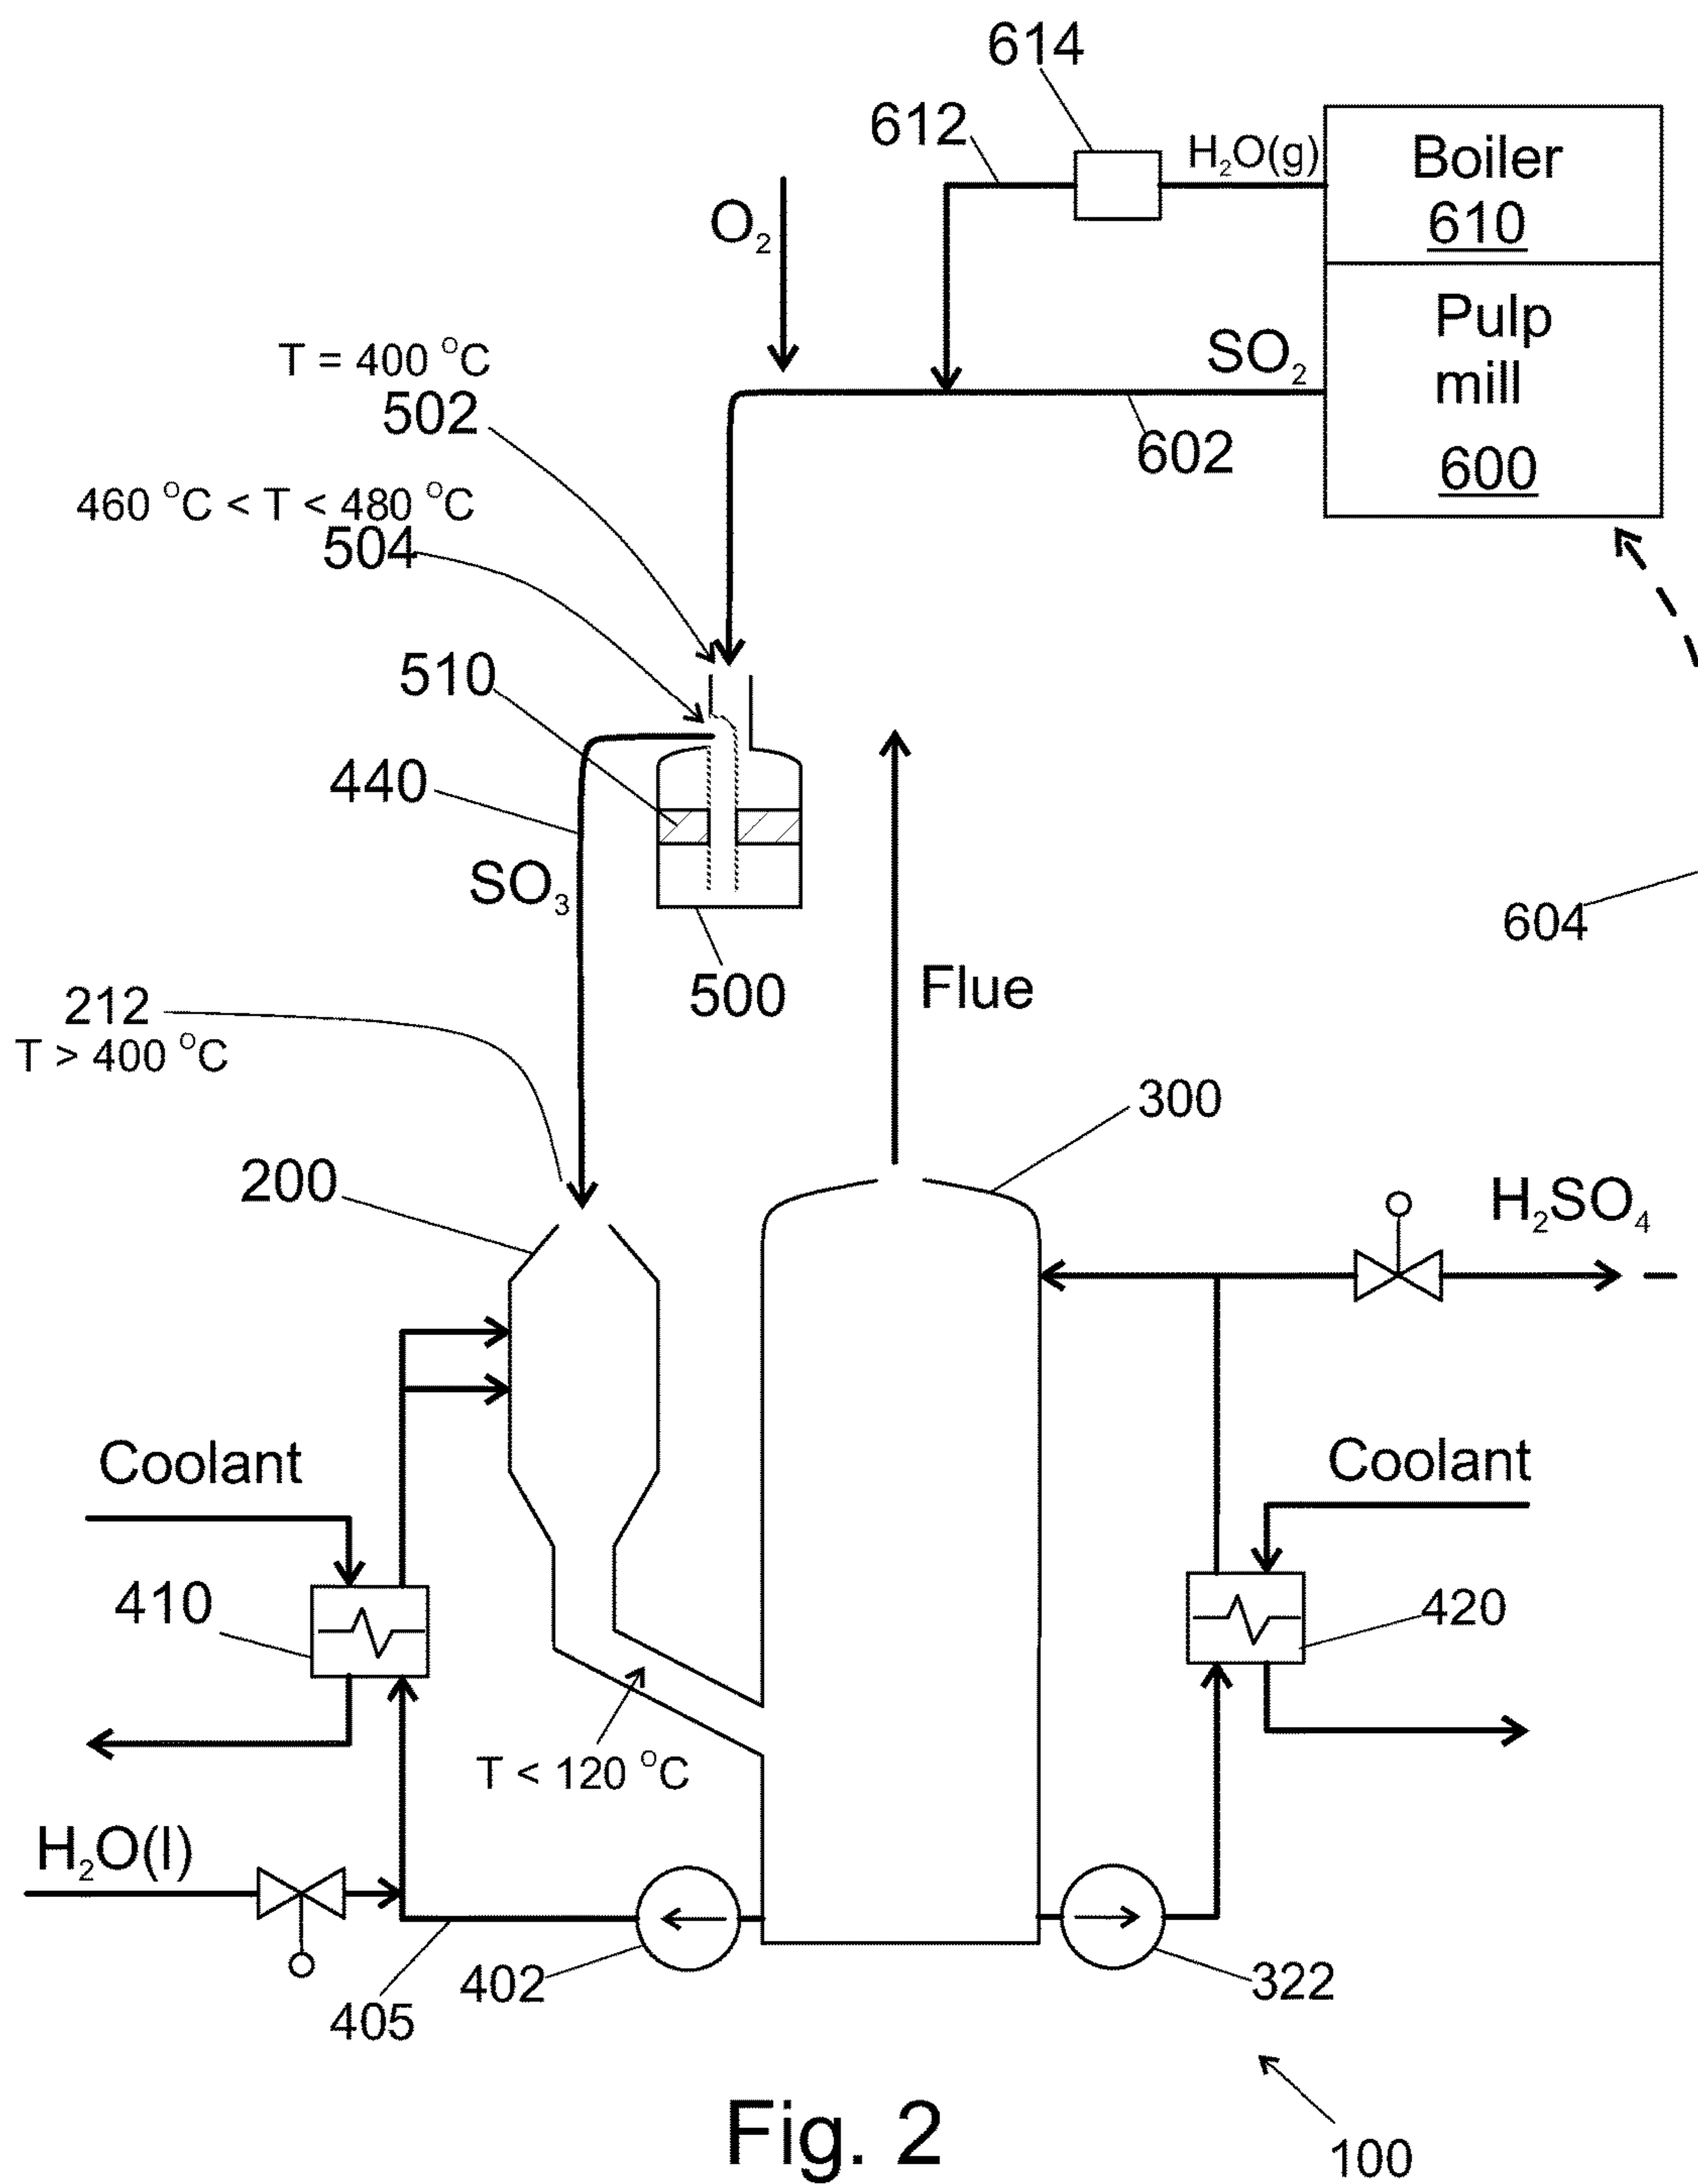 614
612
H₂O(g)
Boiler
610
O₂
Pulp
mill
600
SO₂
602
T = 400 °C
502
460 °C < T < 480 °C
504
510
440
SO₃
500
604
Flue
212
T > 400 °C
300
200
H₂SO₄
Coolant
Coolant
410
420
T < 120 °C
H₂O(l)
402
322
405
Fig. 2
100